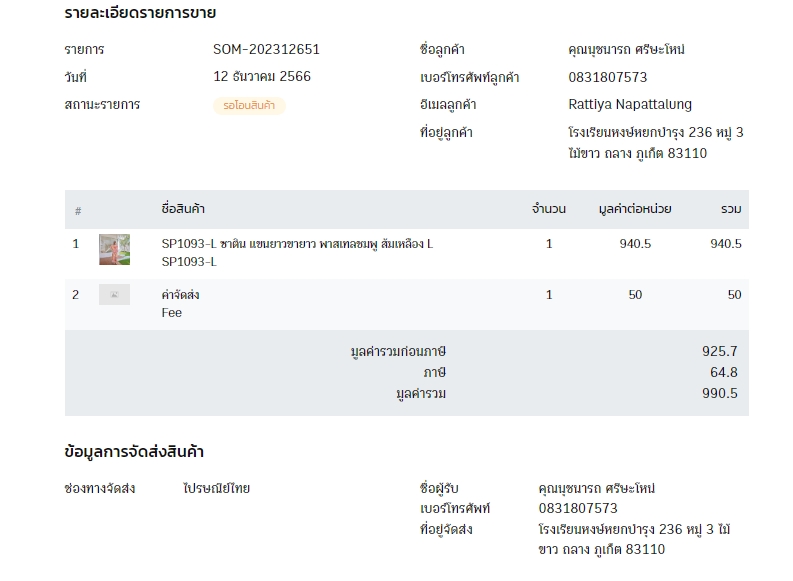 รายละเอียดรายการขาย
รายการ SOM-202312651 ชื่อลูกค้า คุณนุชนารถ ศรีษะโหน่
วันที่ 12 ธันวาคม 2566 เบอร์โทรศัพท์ลูกค้า 0831807573
สถานะรายการ รอโอนสินค้า อีเมลลูกค้า Rattiya Napattalung
ที่อยู่ลูกค้า โรงเรียนหงษ์หยกบำรุง 236 หมู่ 3
ไม้ขาว ถลาง ภูเก็ต 83110
# ชื่อสินค้า จำนวน มูลค่าต่อหน่วย รวม
1 SP1093-L ซาติน แขนยาวขายาว พาสเทลชมพู ส้มเหลือง L 1 940.5 940.5
SP1093-L
2 ค่าจัดส่ง 1 50 50
Fee
มูลค่ารวมก่อนภาษี 925.7
ภาษี 64.8
มูลค่ารวม 990.5
ข้อมูลการจัดส่งสินค้า
ช่องทางจัดส่ง ไปรษณีย์ไทย ชื่อผู้รับ คุณนุชนารถ ศรีษะโหน่
เบอร์โทรศัพท์ 0831807573
ที่อยู่จัดส่ง โรงเรียนหงษ์หยกบำรุง 236 หมู่ 3 ไม้
ขาว ถลาง ภูเก็ต 83110